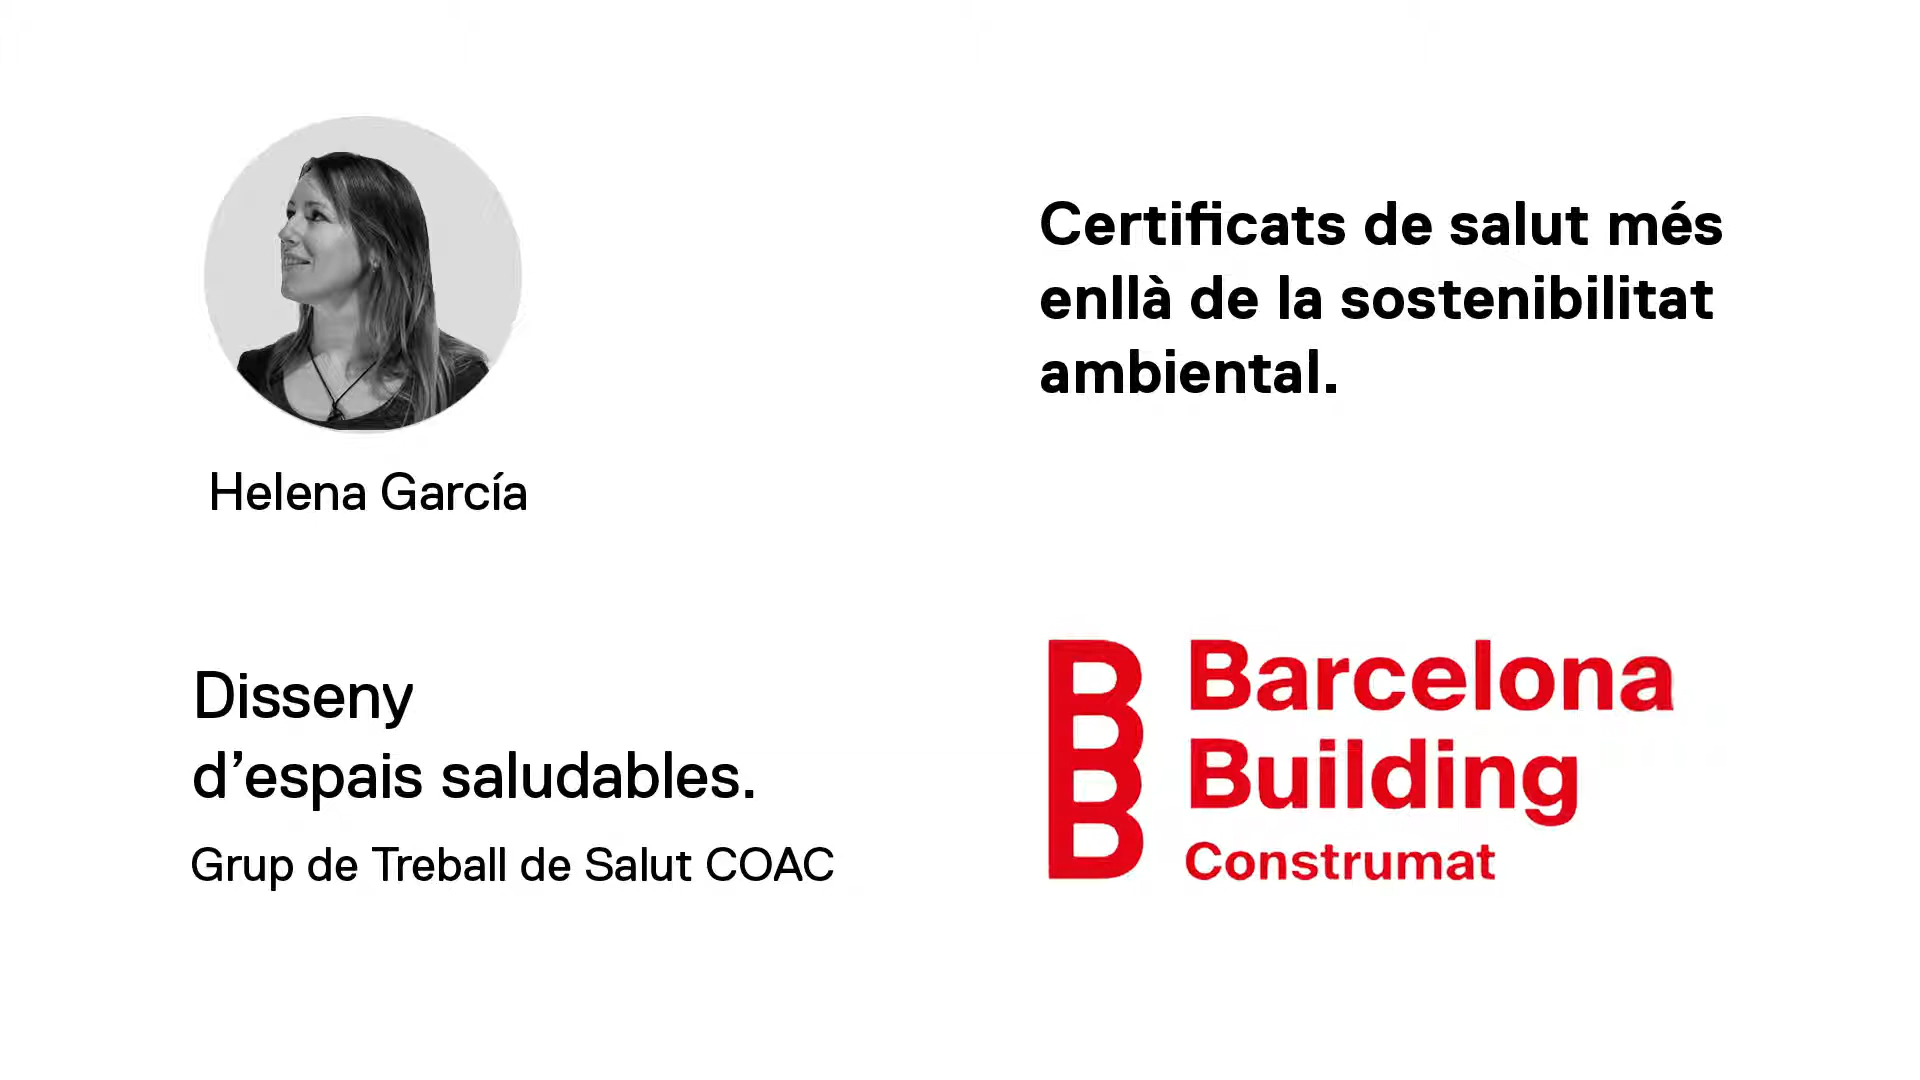 Helena García
Certificats de salut més
enllà de la sostenibilitat
ambiental.
Disseny
d’espais saludables.
Grup de Treball de Salut COAC
BBBB
Barcelona
Building
Construmat